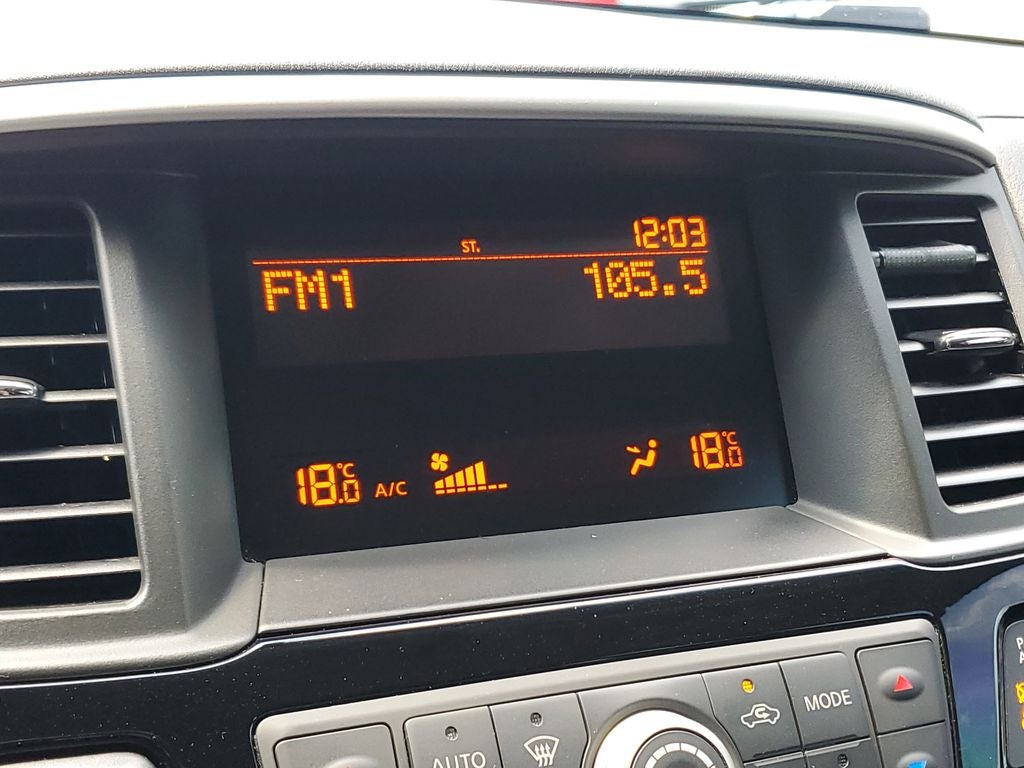 ST. 12:03
FM1 105.5
18.0°C A/C 18.0°C
MODE
AUTO